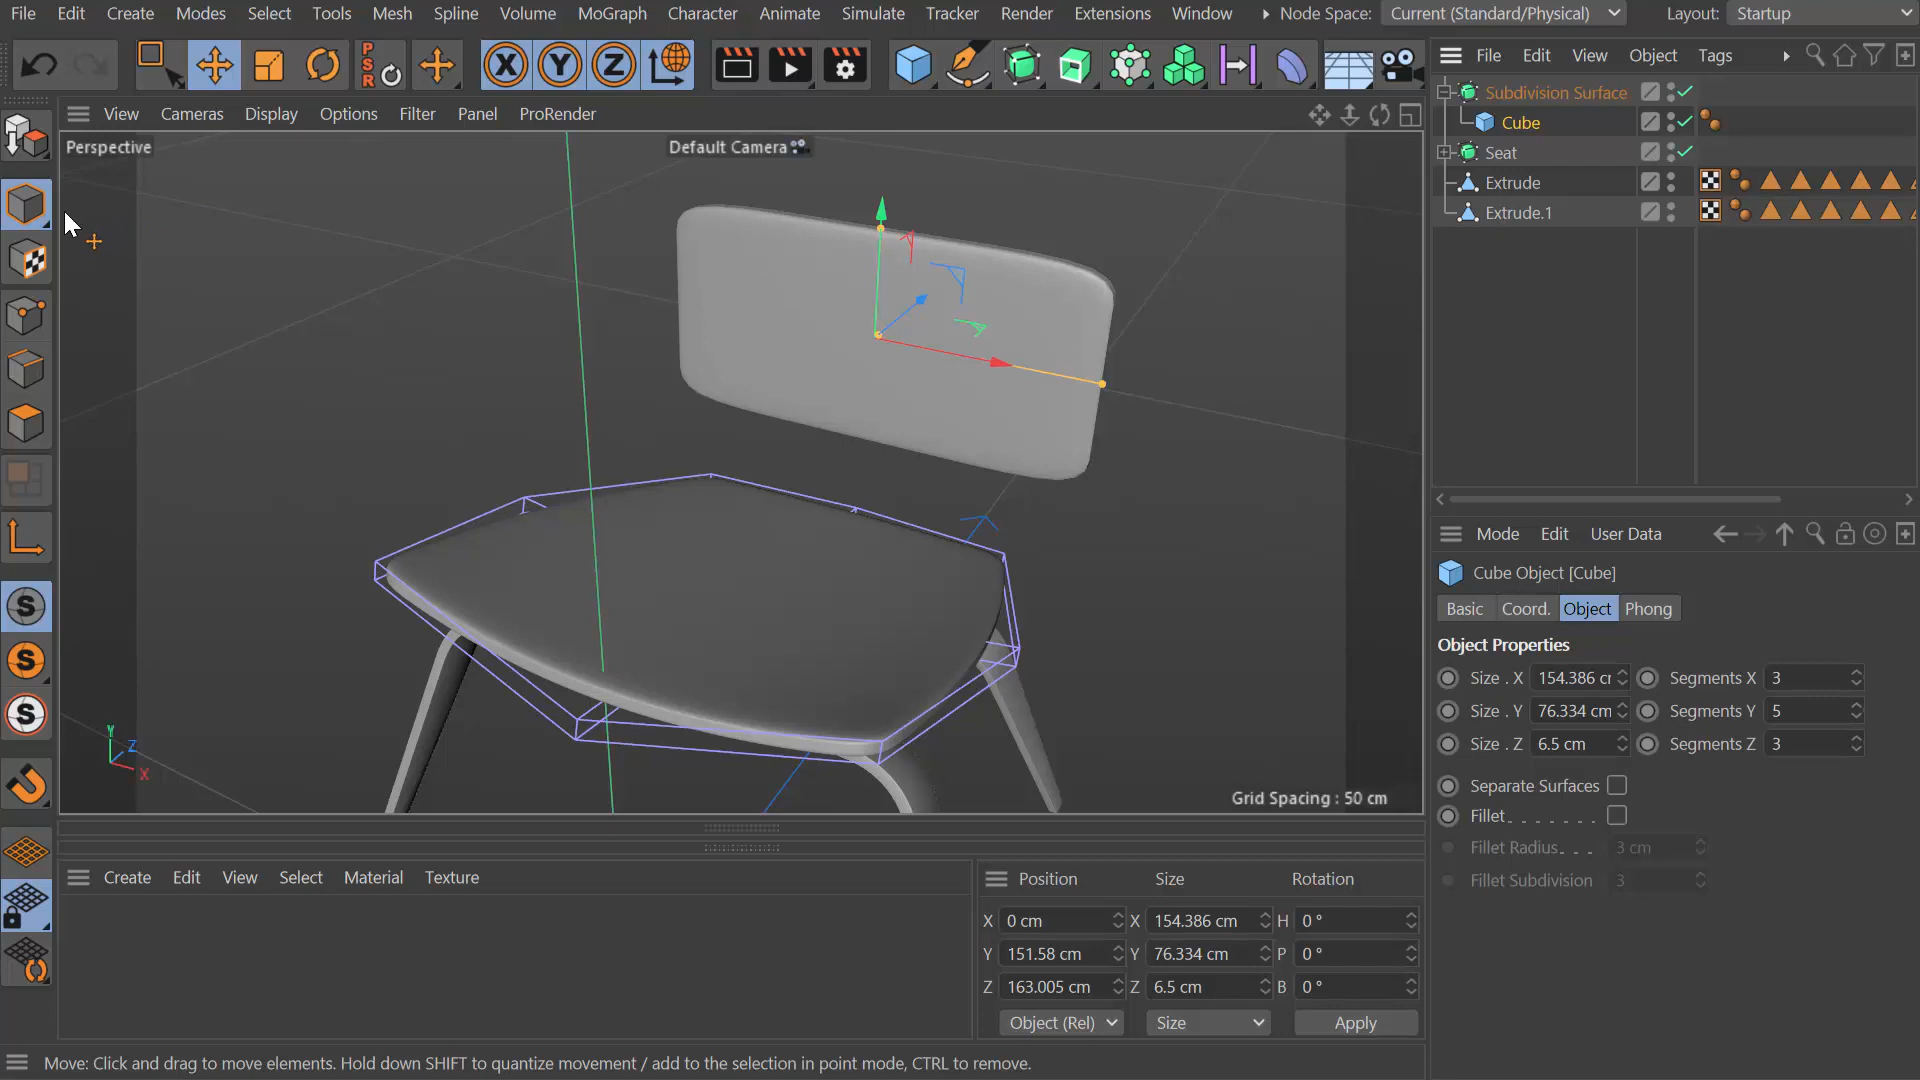 File Edit Create Modes Select Tools Mesh Spline Volume MoGraph Character Animate Simulate Tracker Render Extensions Window Node Space: Current (Standard/Physical) Layout: Startup
PSR X Y Z
File Edit View Object Tags
View Cameras Display Options Filter Panel ProRender
Perspective
Default Camera
Subdivision Surface
Cube
Seat
Extrude
Extrude.1
Mode Edit User Data
Cube Object [Cube]
Basic Coord. Object Phong
Object Properties
Size . X 154.386 cr Segments X 3
Size . Y 76.334 cm Segments Y 5
Size . Z 6.5 cm Segments Z 3
Separate Surfaces
Fillet
Fillet Radius 3 cm
Fillet Subdivision 3
S
S
S
Y
Z
X
Grid Spacing : 50 cm
Create Edit View Select Material Texture
Position Size Rotation
X 0 cm X 154.386 cm H 0 °
Y 151.58 cm Y 76.334 cm P 0 °
Z 163.005 cm Z 6.5 cm B 0 °
Object (Rel) Size Apply
Move: Click and drag to move elements. Hold down SHIFT to quantize movement / add to the selection in point mode, CTRL to remove.